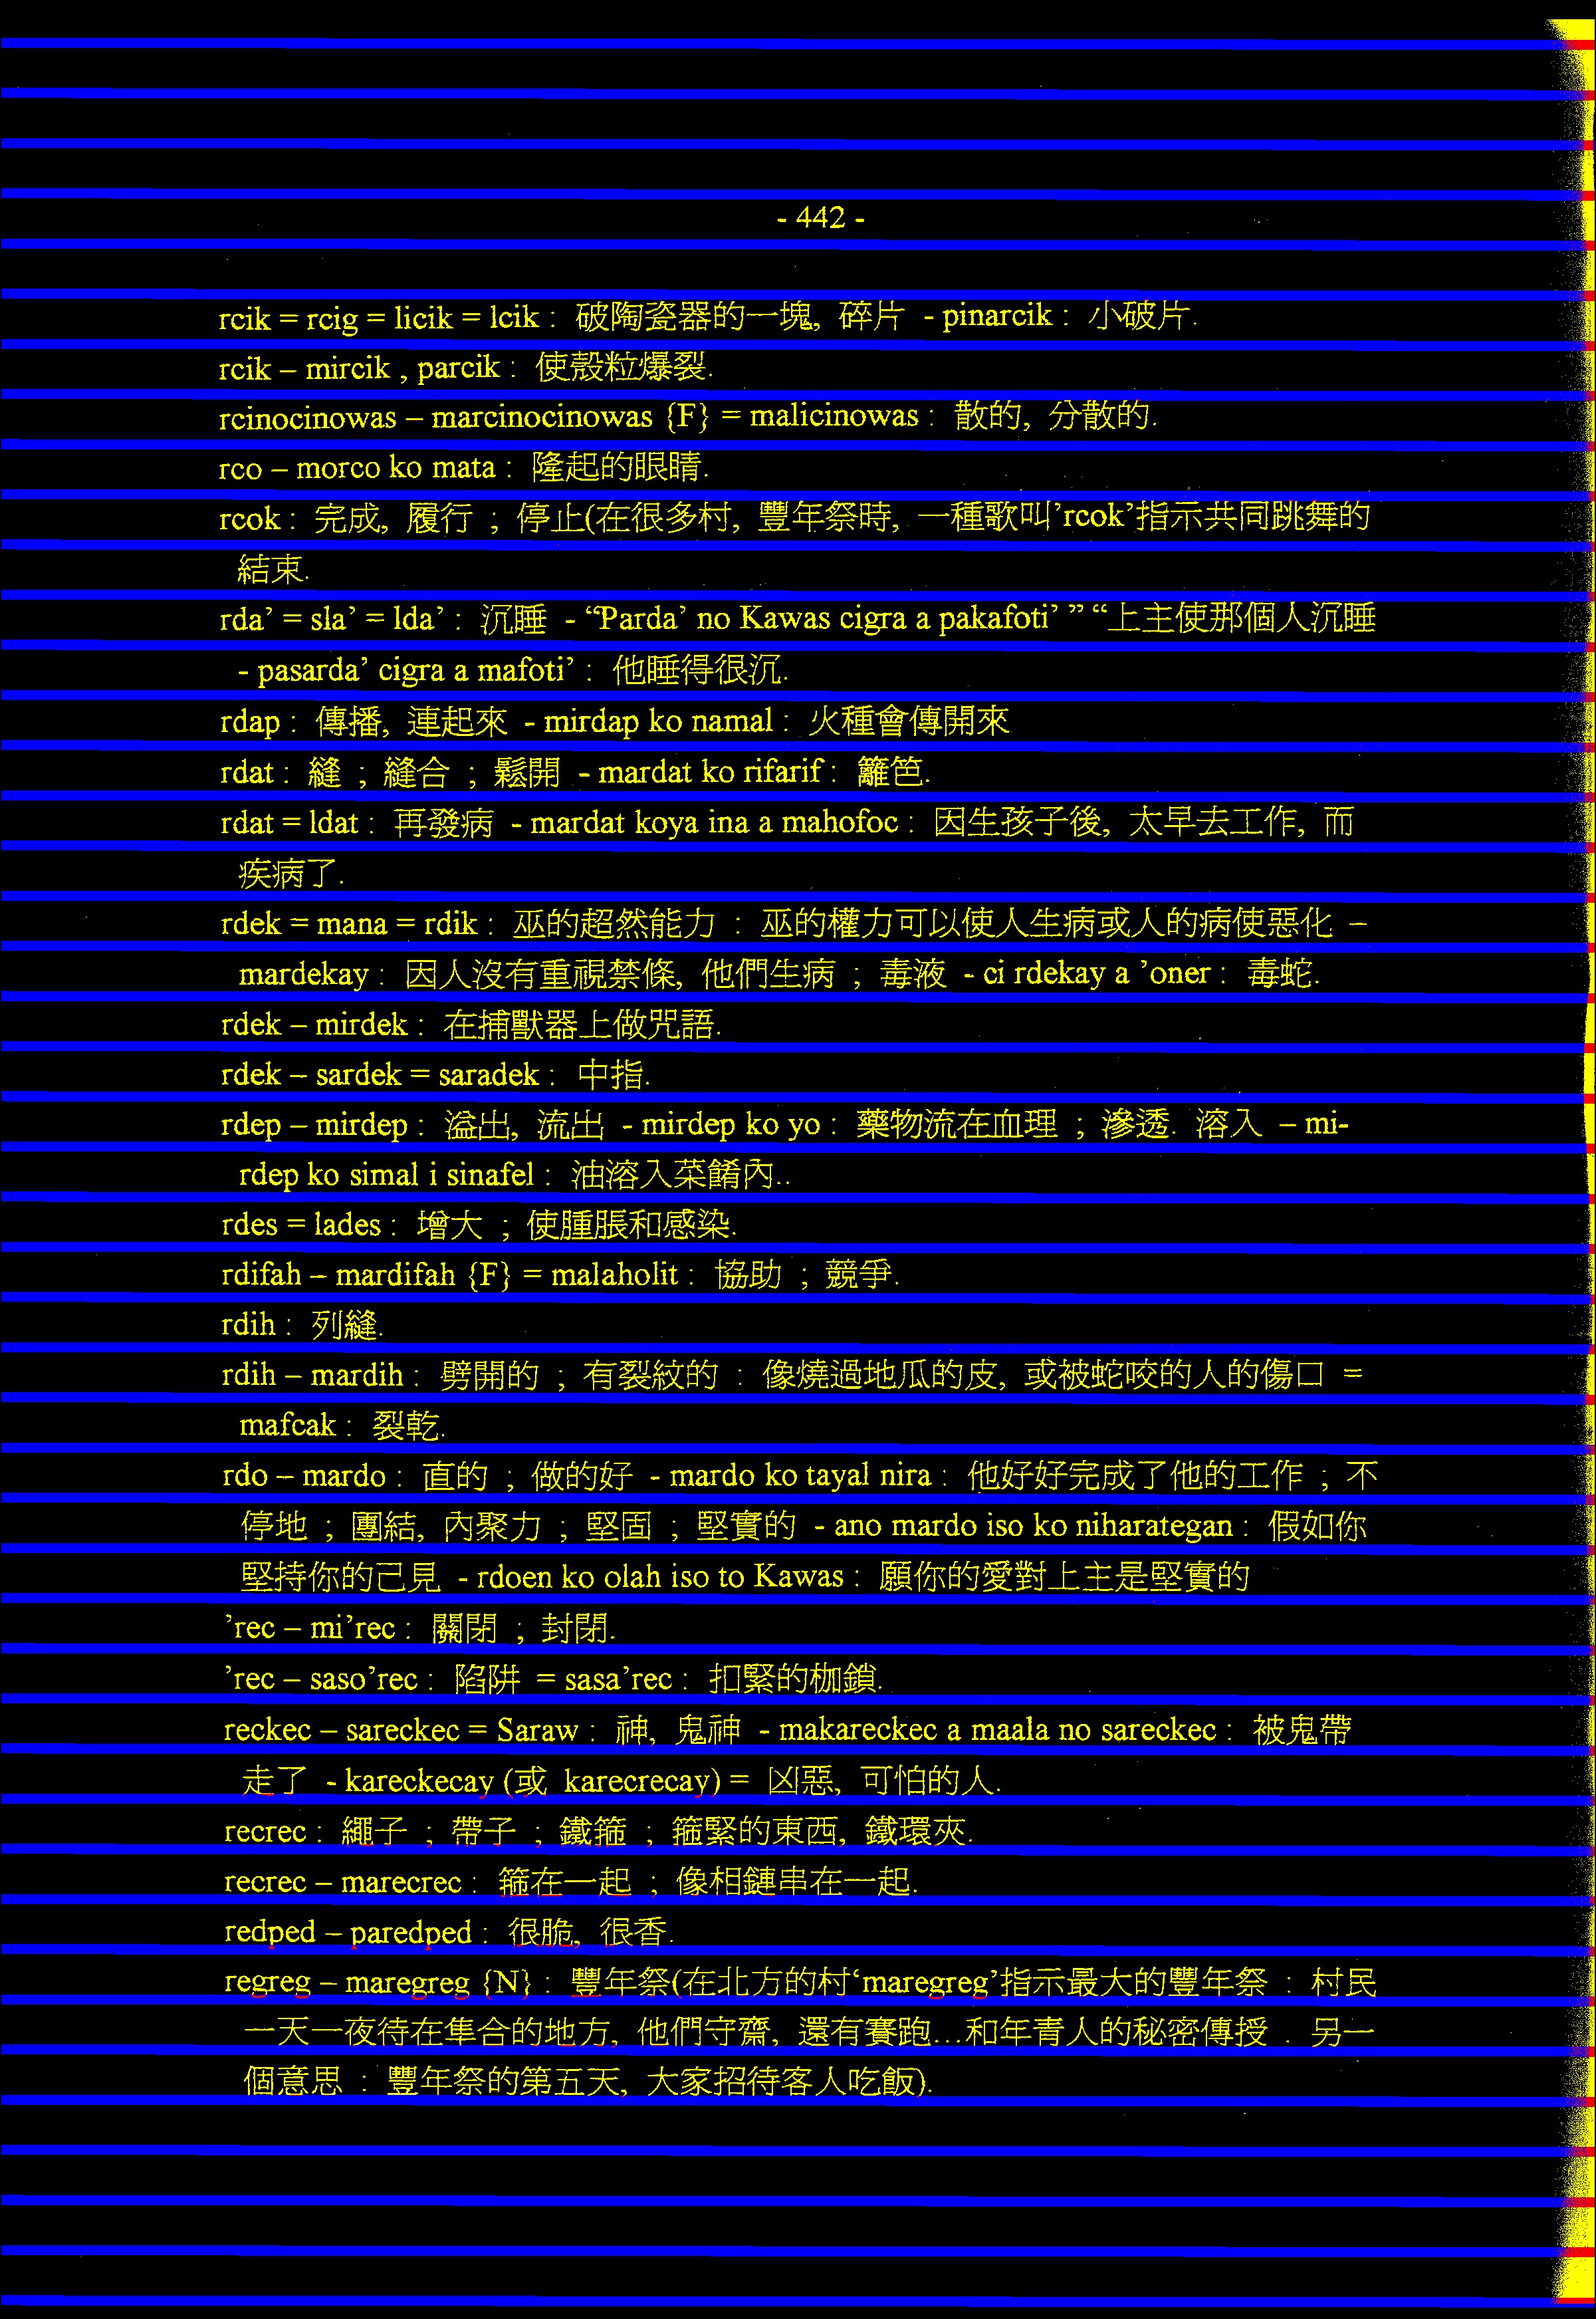 - 442 -
rcik = rcig = licik = lcik : 破陶瓷器的一塊, 碎片 - pinarcik : 小破片.
rcik – mircik , parcik : 使殼粒爆裂.
rcinocinowas – marcinocinowas {F} = malicinowas : 散的, 分散的.
rco – morco ko mata : 隆起的眼睛.
rcok : 完成, 履行 ; 停止(在很多村, 豐年祭時, 一種歌叫’rcok’指示共同跳舞的
結束.
rda’ = sla’ = lda’ : 沉睡 - “Parda’ no Kawas cigra a pakafoti’ ” “上主使那個人沉睡
- pasarda’ cigra a mafoti’ : 他睡得很沉.
rdap : 傳播, 連起來 - mirdap ko namal : 火種會傳開來
rdat : 縫 ; 縫合 ; 鬆開 - mardat ko rifarif : 籬笆.
rdat = ldat : 再發病 - mardat koya ina a mahofoc : 因生孩子後, 太早去工作, 而
疾病了.
rdek = mana = rdik : 巫的超然能力 : 巫的權力可以使人生病或人的病使惡化 –
mardekay : 因人沒有重視禁條, 他們生病 ; 毒液 - ci rdekay a ’oner : 毒蛇.
rdek – mirdek : 在捕獸器上做咒語.
rdek – sardek = saradek : 中指.
rdep – mirdep : 溢出, 流出 - mirdep ko yo : 藥物流在血理 ; 滲透. 溶入 – mi-
rdep ko simal i sinafel : 油溶入菜餚內..
rdes = lades : 增大 ; 使腫脹和感染.
rdifah – mardifah {F} = malaholit : 協助 ; 競爭.
rdih : 列縫.
rdih – mardih : 劈開的 ; 有裂紋的 : 像燒過地瓜的皮, 或被蛇咬的人的傷口 =
mafcak : 裂乾.
rdo – mardo : 直的 ; 做的好 - mardo ko tayal nira : 他好好完成了他的工作 ; 不
停地 ; 團結, 內聚力 ; 堅固 ; 堅實的 - ano mardo iso ko niharategan : 假如你
堅持你的己見 - rdoen ko olah iso to Kawas : 願你的愛對上主是堅實的
’rec – mi’rec : 關閉 ; 封閉.
’rec – saso’rec : 陷阱 = sasa’rec : 扣緊的枷鎖.
reckec – sareckec = Saraw : 神, 鬼神 - makareckec a maala no sareckec : 被鬼帶
走了 - kareckecay (或 karecrecay) = 凶惡, 可怕的人.
recrec : 繩子 ; 帶子 ; 鐵箍 ; 箍緊的東西, 鐵環夾.
recrec – marecrec : 箍在一起 ; 像相鏈串在一起.
redped – paredped : 很脆, 很香.
regreg – maregreg {N} : 豐年祭(在北方的村‘maregreg’指示最大的豐年祭 : 村民
一天一夜待在隼合的地方, 他們守齋, 還有賽跑…和年青人的秘密傳授 . 另一
個意思 : 豐年祭的第五天, 大家招待客人吃飯).